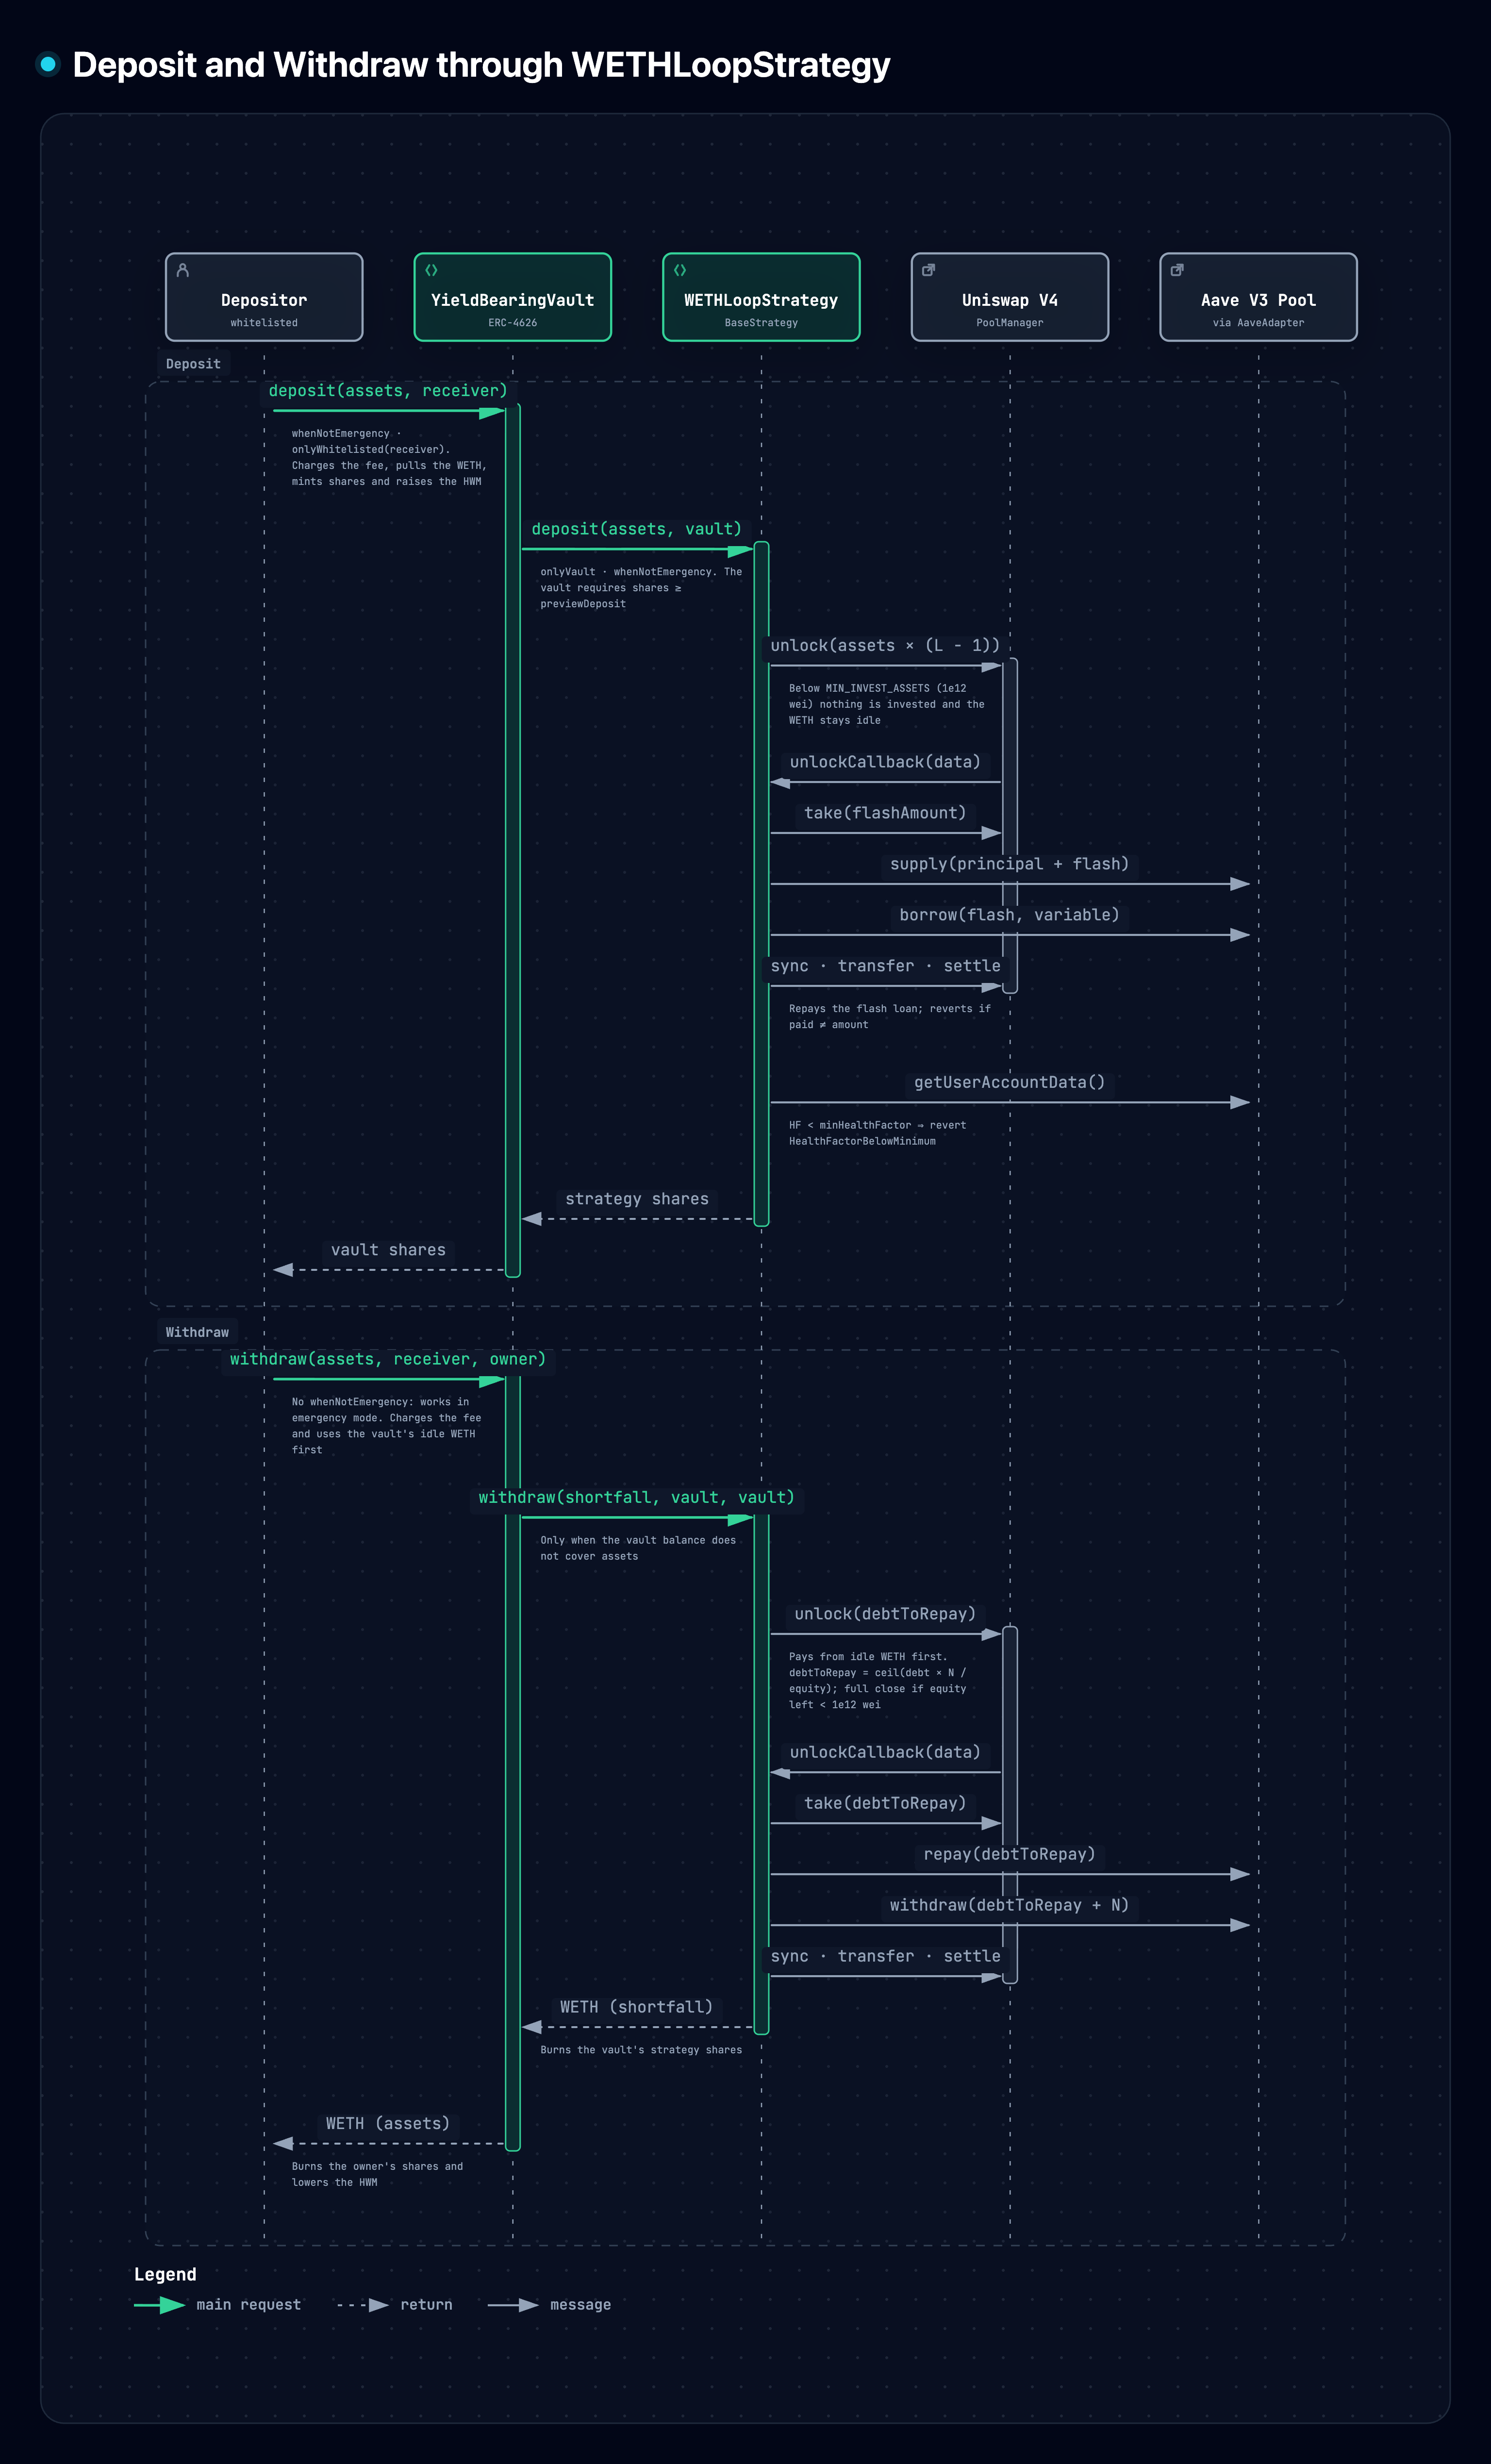 Deposit and Withdraw through WETHLoopStrategy
Depositor
whitelisted
YieldBearingVault
ERC-4626
WETHLoopStrategy
BaseStrategy
Uniswap V4
PoolManager
Aave V3 Pool
via AaveAdapter
Deposit
deposit(assets, receiver)
whenNotEmergency ·
onlyWhitelisted(receiver).
Charges the fee, pulls the WETH,
mints shares and raises the HWM
deposit(assets, vault)
onlyVault · whenNotEmergency. The
vault requires shares ≥
previewDeposit
unlock(assets × (L - 1))
Below MIN_INVEST_ASSETS (1e12
wei) nothing is invested and the
WETH stays idle
unlockCallback(data)
take(flashAmount)
supply(principal + flash)
borrow(flash, variable)
sync · transfer · settle
Repays the flash loan; reverts if
paid ≠ amount
getUserAccountData()
HF < minHealthFactor ⇒ revert
HealthFactorBelowMinimum
strategy shares
vault shares
Withdraw
withdraw(assets, receiver, owner)
No whenNotEmergency: works in
emergency mode. Charges the fee
and uses the vault's idle WETH
first
withdraw(shortfall, vault, vault)
Only when the vault balance does
not cover assets
unlock(debtToRepay)
Pays from idle WETH first.
debtToRepay = ceil(debt × N /
equity); full close if equity
left < 1e12 wei
unlockCallback(data)
take(debtToRepay)
repay(debtToRepay)
withdraw(debtToRepay + N)
sync · transfer · settle
WETH (shortfall)
Burns the vault's strategy shares
WETH (assets)
Burns the owner's shares and
lowers the HWM
Legend
main request
return
message